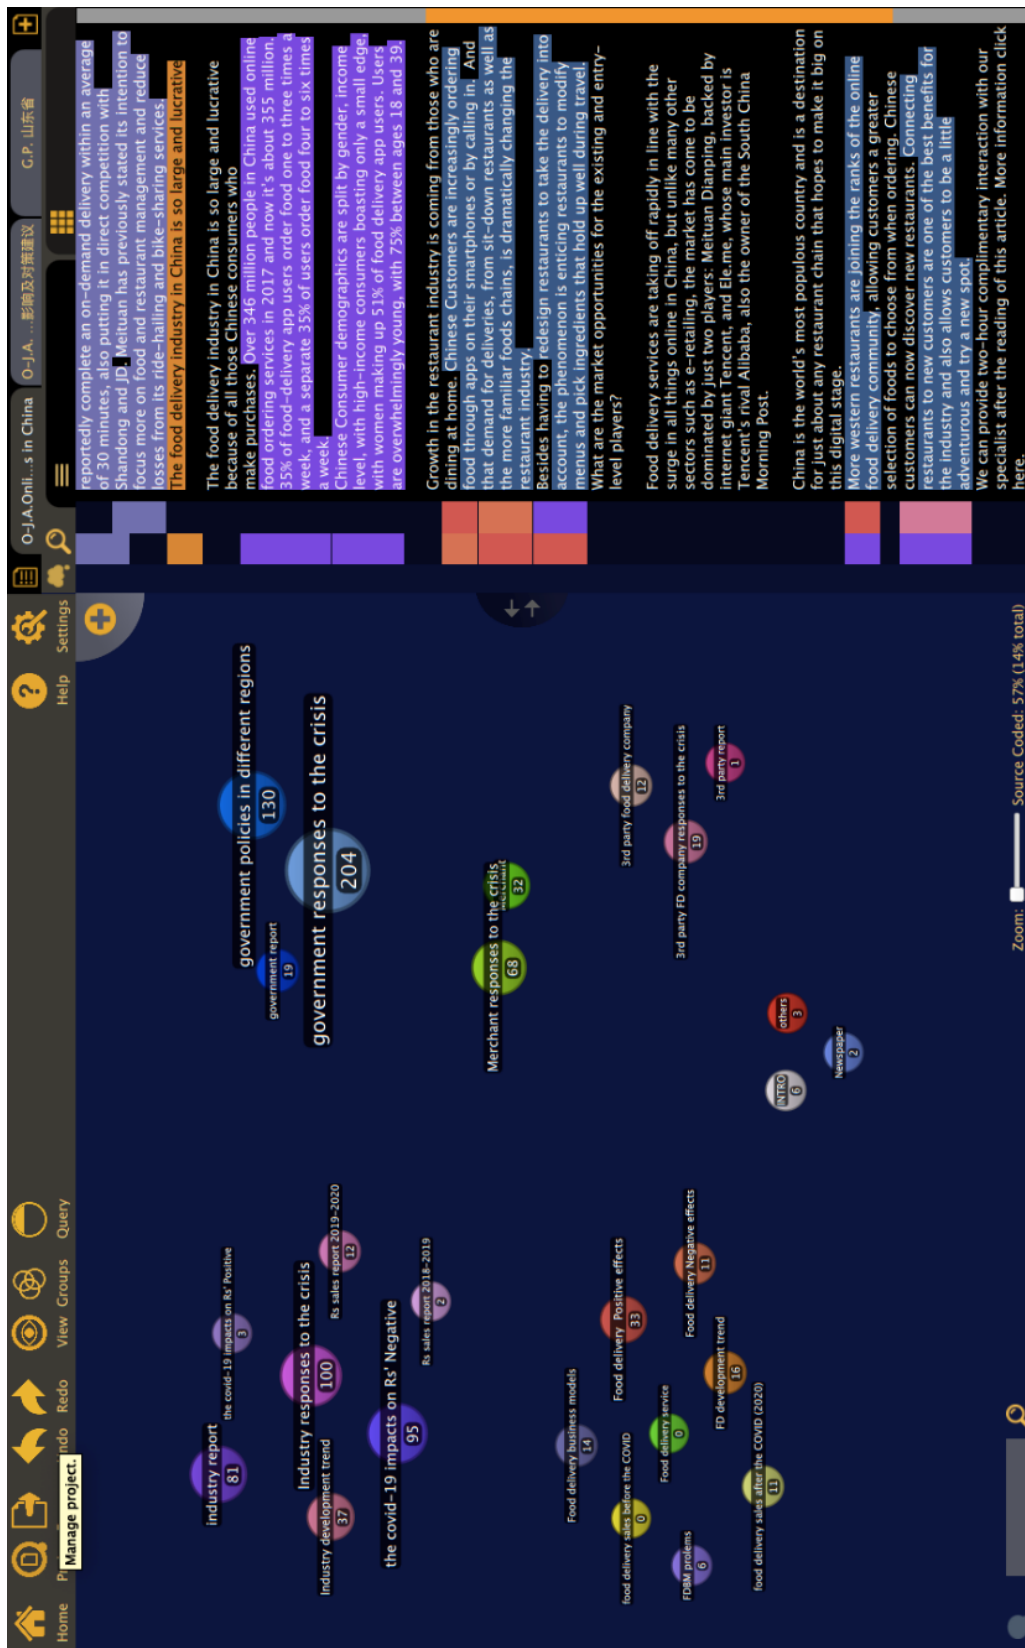 Home
Redo
View
Groups
Query
Help
Settings
Manage project.
O-J.A.Onli...s in China
O-J.A. ...影响及对策建议
G.P. 山东省
industry report
81
the covid-19 impacts on Rs' Positive
3
Industry responses to the crisis
100
Rs sales report 2019-2020
12
Industry development trend
37
the covid-19 impacts on Rs' Negative
95
Rs sales report 2018-2019
2
government policies in different regions
130
government report
19
government responses to the crisis
204
Merchant responses to the crisis
68
Merchant
32
Food delivery business models
14
Food delivery Positive effects
33
food delivery sales before the COVID
0
Food delivery service
0
Food delivery Negative effects
11
FDBM prolems
6
FD development trend
16
food delivery sales after the COVID (2020)
11
3rd party food delivery company
12
3rd party FD company responses to the crisis
19
3rd party report
1
INTRO
6
others
3
Newspaper
2
Zoom:
Source Coded: 57% (14% total)
reportedly complete an on-demand delivery within an average
of 30 minutes, also putting it in direct competition with
Shandong and JD. Meituan has previously stated its intention to
focus more on food and restaurant management and reduce
losses from its ride-hailing and bike-sharing services.
The food delivery industry in China is so large and lucrative
The food delivery industry in China is so large and lucrative
because of all those Chinese consumers who
make purchases. Over 346 million people in China used online
food ordering services in 2017 and now it's about 355 million.
35% of food-delivery app users order food one to three times a
week, and a separate 35% of users order food four to six times
a week.
Chinese Consumer demographics are split by gender, income
level, with high-income consumers boasting only a small edge,
with women making up 51% of food delivery app users. Users
are overwhelmingly young, with 75% between ages 18 and 39.
Growth in the restaurant industry is coming from those who are
dining at home. Chinese Customers are increasingly ordering
food through apps on their smartphones or by calling in. And
that demand for deliveries, from sit-down restaurants as well as
the more familiar foods chains, is dramatically changing the
restaurant industry.
Besides having to redesign restaurants to take the delivery into
account, the phenomenon is enticing restaurants to modify
menus and pick ingredients that hold up well during travel.
What are the market opportunities for the existing and entry-
level players?
Food delivery services are taking off rapidly in line with the
surge in all things online in China, but unlike many other
sectors such as e-retailing, the market has come to be
dominated by just two players: Meituan Dianping, backed by
internet giant Tencent, and Ele.me, whose main investor is
Tencent's rival Alibaba, also the owner of the South China
Morning Post.
China is the world's most populous country and is a destination
for just about any restaurant chain that hopes to make it big on
this digital stage.
More western restaurants are joining the ranks of the online
food delivery community, allowing customers a greater
selection of foods to choose from when ordering. Chinese
customers can now discover new restaurants. Connecting
restaurants to new customers are one of the best benefits for
the industry and also allows customers to be a little
adventurous and try a new spot.
We can provide two-hour complimentary interaction with our
specialist after the reading of this article. More information click
here.